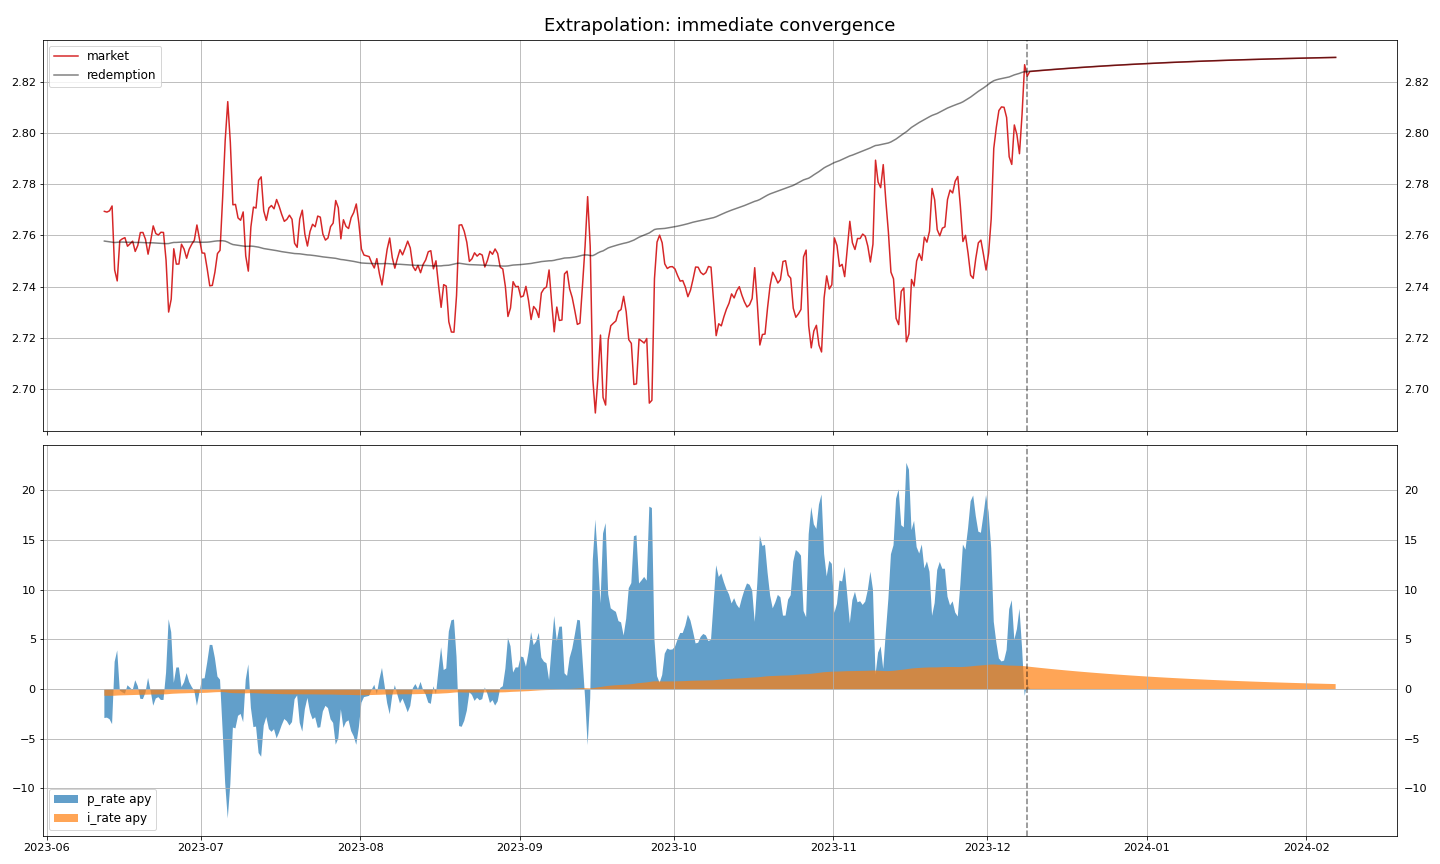 Extrapolation: immediate convergence
market
redemption
2.82 2.82
2.80 2.80
2.78 2.78
2.76 2.76
2.74 2.74
2.72 2.72
2.70 2.70
20 20
15 15
10 10
5 5
0 0
−5 −5
−10 −10
p_rate apy
i_rate apy
2023-06 2023-07 2023-08 2023-09 2023-10 2023-11 2023-12 2024-01 2024-02